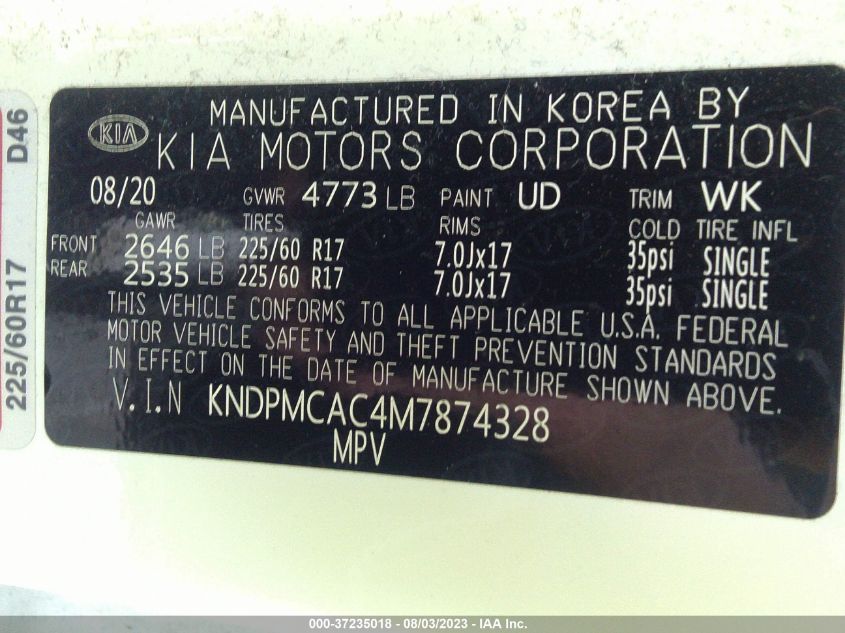 MANUFACTURED IN KOREA BY
KIA KIA MOTORS CORPORATION
08/20 GVWR 4773 LB PAINT UD TRIM WK
GAWR TIRES RIMS COLD TIRE INFL
FRONT 2646 LB 225/60 R17 7.0Jx17 35psi SINGLE
REAR 2535 LB 225/60 R17 7.0Jx17 35psi SINGLE
THIS VEHICLE CONFORMS TO ALL APPLICABLE U.S.A. FEDERAL
MOTOR VEHICLE SAFETY AND THEFT PREVENTION STANDARDS
IN EFFECT ON THE DATE OF MANUFACTURE SHOWN ABOVE.
V.I.N KNDPMCAC4M7874328
MPV
225/60R17 D46
000-37235018 - 08/03/2023 - IAA Inc.